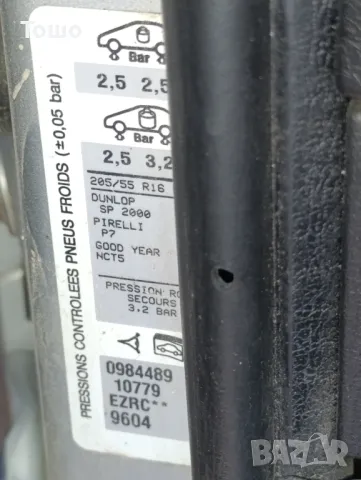 Тошо
Bar
2,5 2,5
Bar
2,5 3,2
205/55 R16
DUNLOP
SP 2000
PIRELLI
P7
GOOD YEAR
NCT5
PRESSION
SECOURS
3.2 BAR
PRESSIONS CONTROLEES PNEUS FROIDS (±0,05 bar)
0984489
10779
EZRC**
9604
bazar